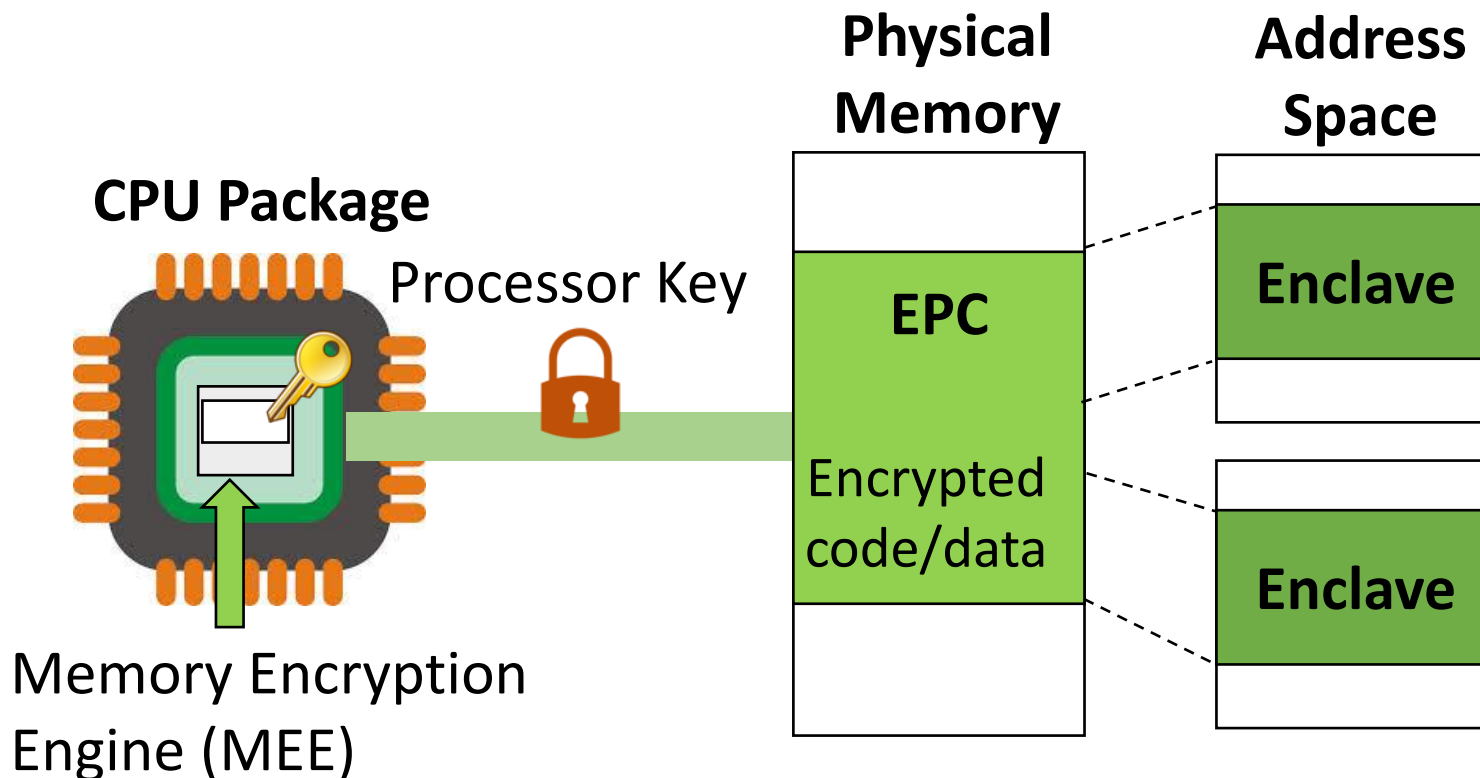 Physical
Memory
Address
Space
CPU Package
Processor Key
EPC
Encrypted
code/data
Enclave
Enclave
Memory Encryption
Engine (MEE)